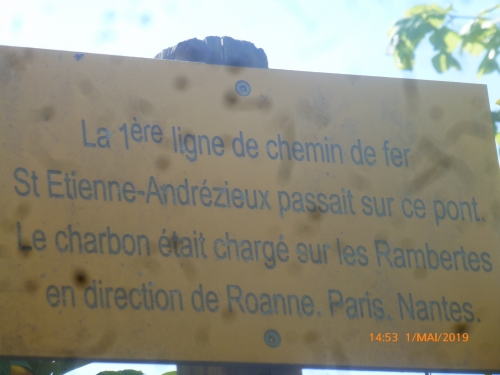 La 1ère ligne de chemin de fer
St Etienne-Andrézieux passait sur ce pont.
Le charbon était chargé sur les Rambertes
en direction de Roanne. Paris. Nantes.
14:53 1/MAI/2019